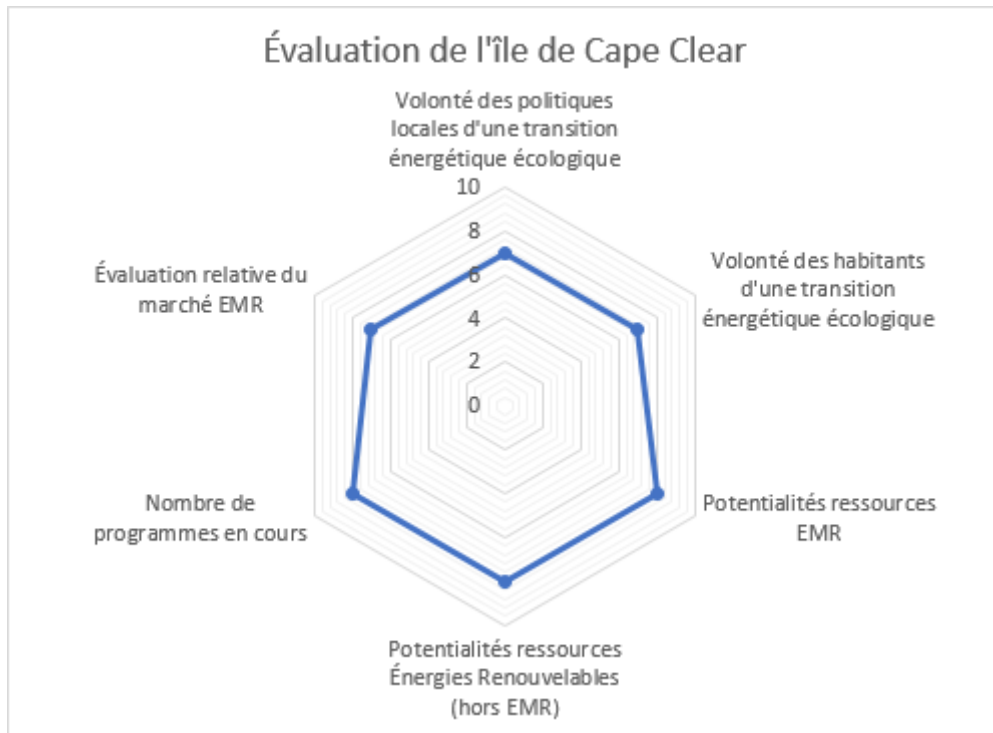 Évaluation de l'île de Cape Clear
Volonté des politiques
locales d'une transition
énergétique écologique
10
8
6
4
2
0
Volonté des habitants
d'une transition
énergétique écologique
Potentialités ressources
EMR
Potentialités ressources
Énergies Renouvelables
(hors EMR)
Nombre de
programmes en cours
Évaluation relative du
marché EMR